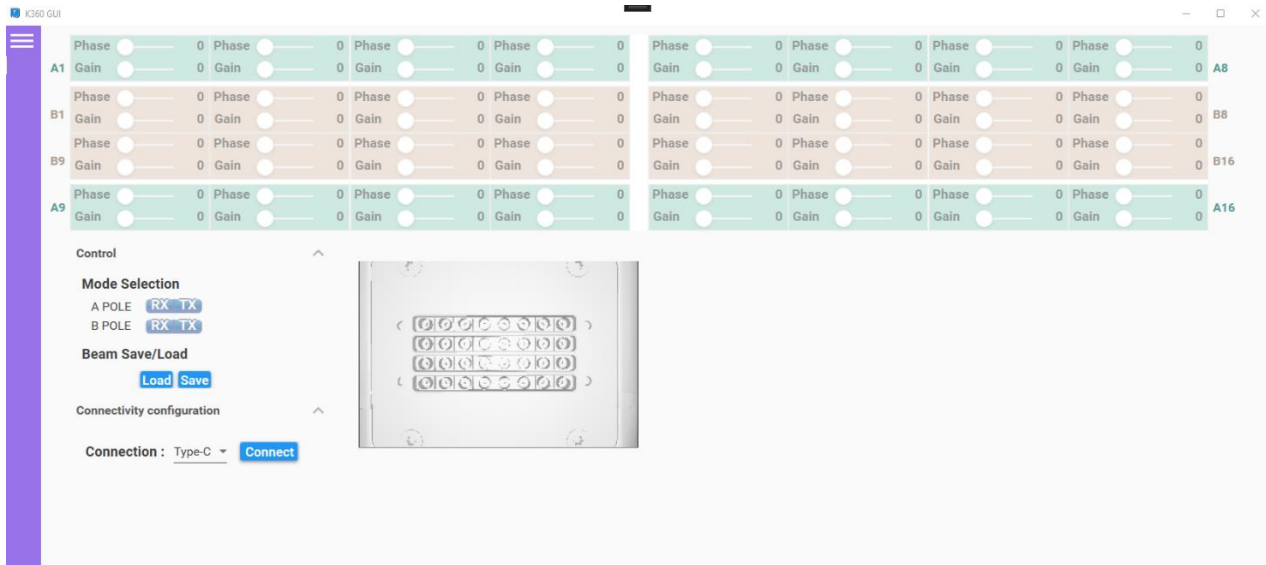 K360 GUI
Phase 0 Phase 0 Phase 0 Phase 0 Phase 0 Phase 0 Phase 0 Phase 0
A1 Gain 0 Gain 0 Gain 0 Gain 0 Gain 0 Gain 0 Gain 0 Gain 0 A8
Phase 0 Phase 0 Phase 0 Phase 0 Phase 0 Phase 0 Phase 0 Phase 0
B1 Gain 0 Gain 0 Gain 0 Gain 0 Gain 0 Gain 0 Gain 0 Gain 0 B8
Phase 0 Phase 0 Phase 0 Phase 0 Phase 0 Phase 0 Phase 0 Phase 0
B9 Gain 0 Gain 0 Gain 0 Gain 0 Gain 0 Gain 0 Gain 0 Gain 0 B16
Phase 0 Phase 0 Phase 0 Phase 0 Phase 0 Phase 0 Phase 0 Phase 0
A9 Gain 0 Gain 0 Gain 0 Gain 0 Gain 0 Gain 0 Gain 0 Gain 0 A16
Control
Mode Selection
A POLE RX TX
B POLE RX TX
Beam Save/Load
Load Save
Connectivity configuration
Connection : Type-C Connect